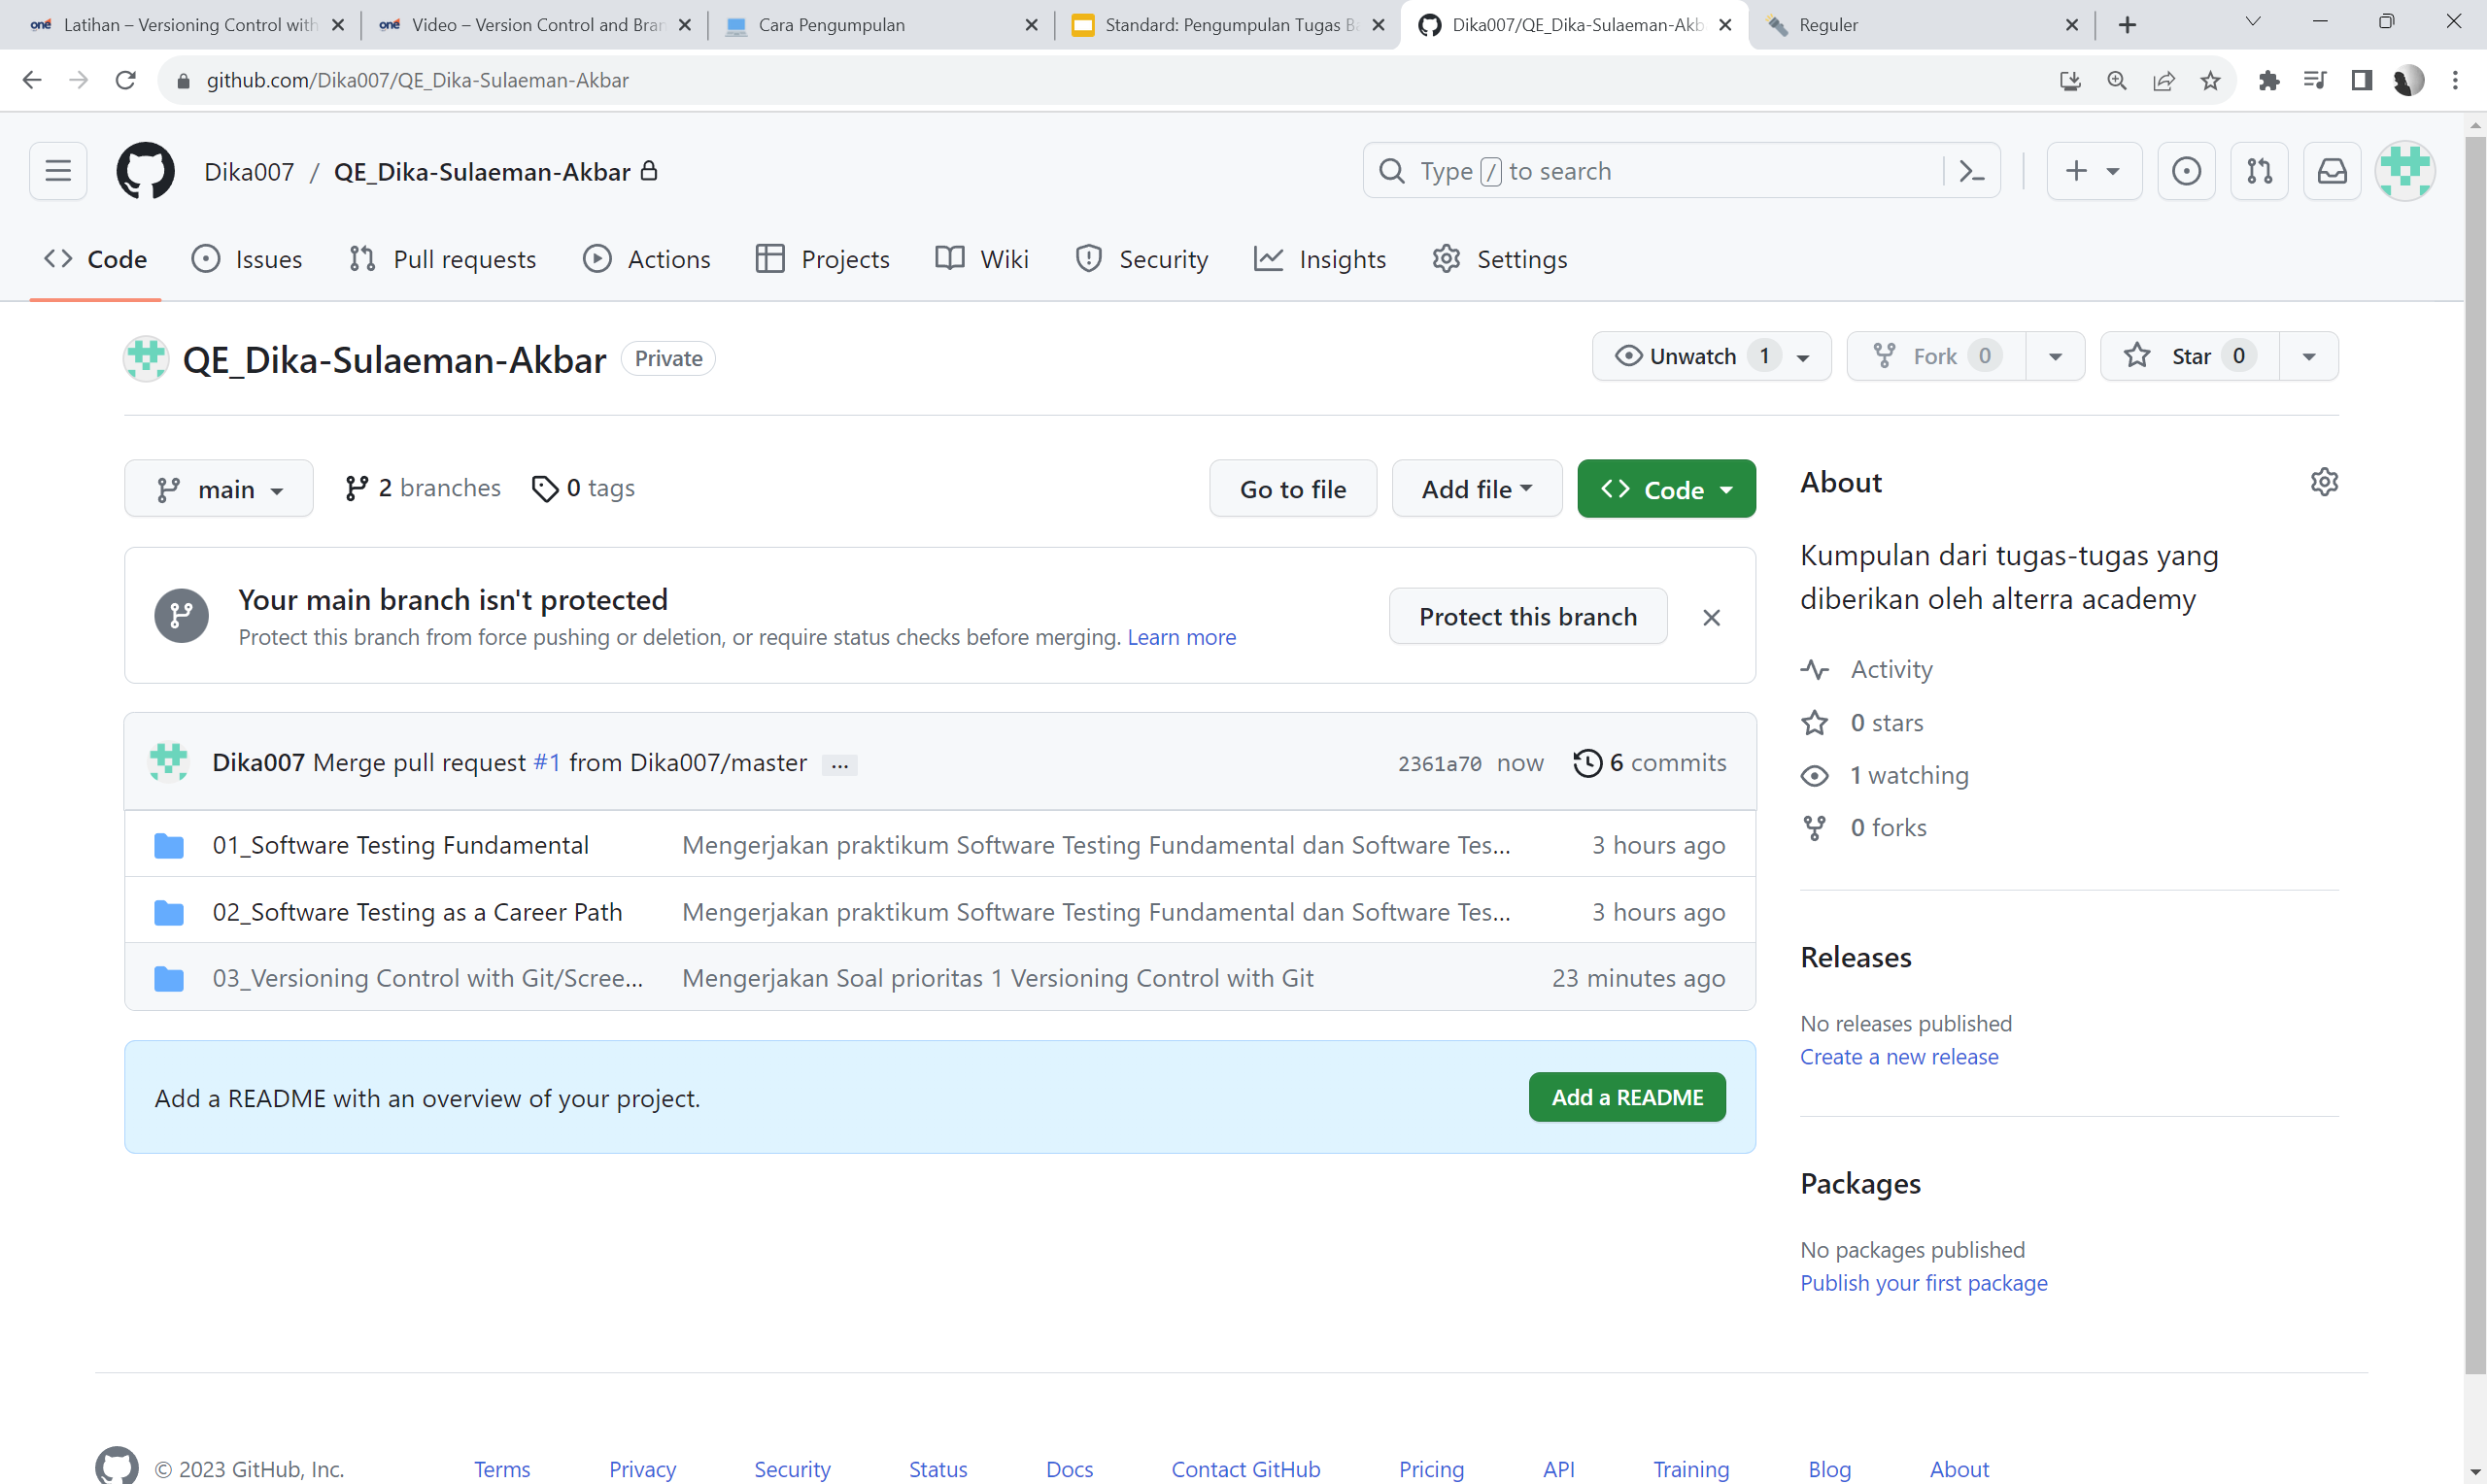 Latihan – Versioning Control with
Video – Version Control and Bran
Cara Pengumpulan
Standard: Pengumpulan Tugas Ba
Dika007/QE_Dika-Sulaeman-Akb
Reguler
github.com/Dika007/QE_Dika-Sulaeman-Akbar
Dika007 / QE_Dika-Sulaeman-Akbar
Type / to search
Code
Issues
Pull requests
Actions
Projects
Wiki
Security
Insights
Settings
QE_Dika-Sulaeman-Akbar Private
Unwatch 1
Fork 0
Star 0
main
2 branches
0 tags
Go to file
Add file
Code
Your main branch isn't protected
Protect this branch from force pushing or deletion, or require status checks before merging. Learn more
Protect this branch
Dika007 Merge pull request #1 from Dika007/master ...
2361a70 now 6 commits
01_Software Testing Fundamental Mengerjakan praktikum Software Testing Fundamental dan Software Tes... 3 hours ago
02_Software Testing as a Career Path Mengerjakan praktikum Software Testing Fundamental dan Software Tes... 3 hours ago
03_Versioning Control with Git/Scree... Mengerjakan Soal prioritas 1 Versioning Control with Git 23 minutes ago
Add a README with an overview of your project.
Add a README
About
Kumpulan dari tugas-tugas yang
diberikan oleh alterra academy
Activity
0 stars
1 watching
0 forks
Releases
No releases published
Create a new release
Packages
No packages published
Publish your first package
© 2023 GitHub, Inc.
Terms
Privacy
Security
Status
Docs
Contact GitHub
Pricing
API
Training
Blog
About